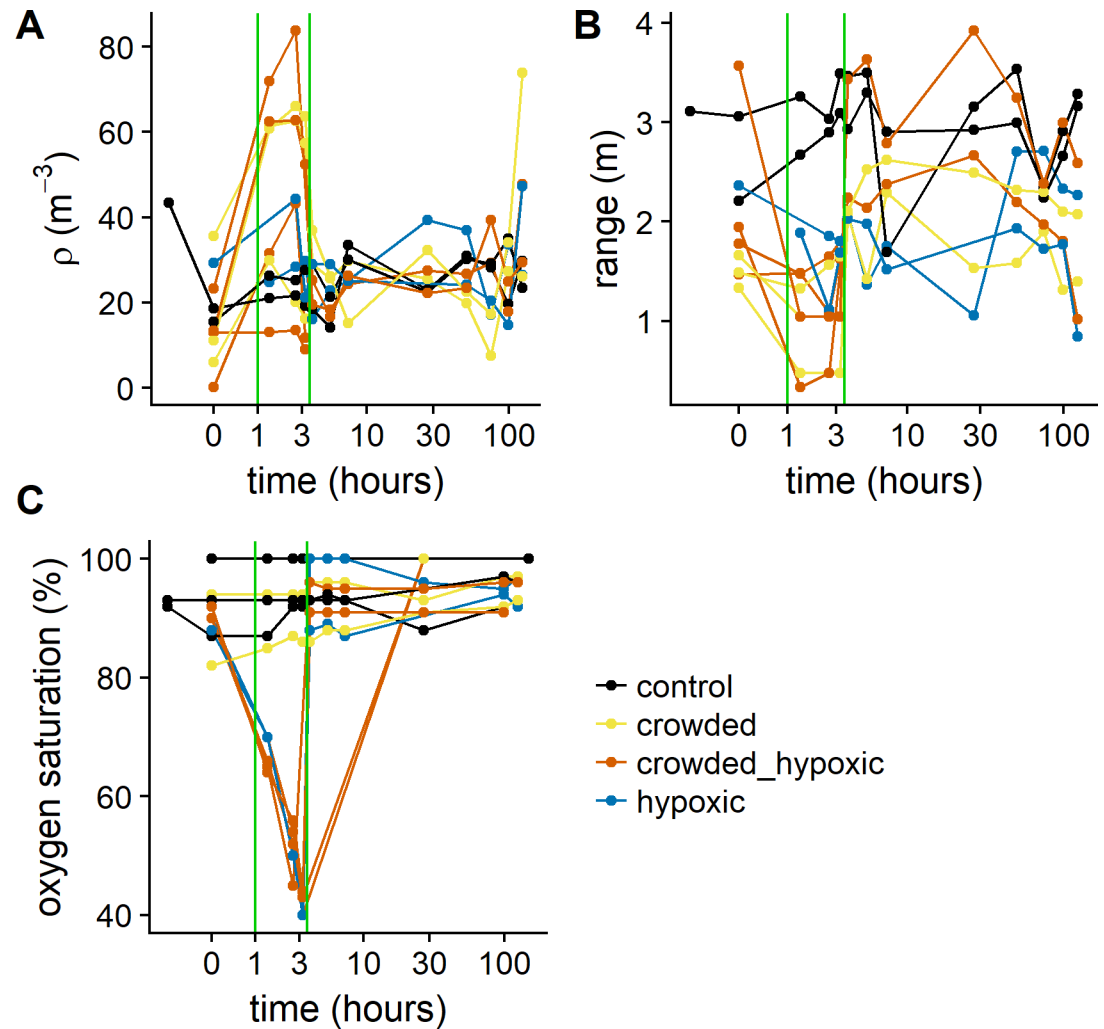 A
ρ (m⁻³)
80
60
40
20
0
0 1 3 10 30 100
time (hours)
B
range (m)
4
3
2
1
0 1 3 10 30 100
time (hours)
C
oxygen saturation (%)
100
80
60
40
0 1 3 10 30 100
time (hours)
control
crowded
crowded_hypoxic
hypoxic